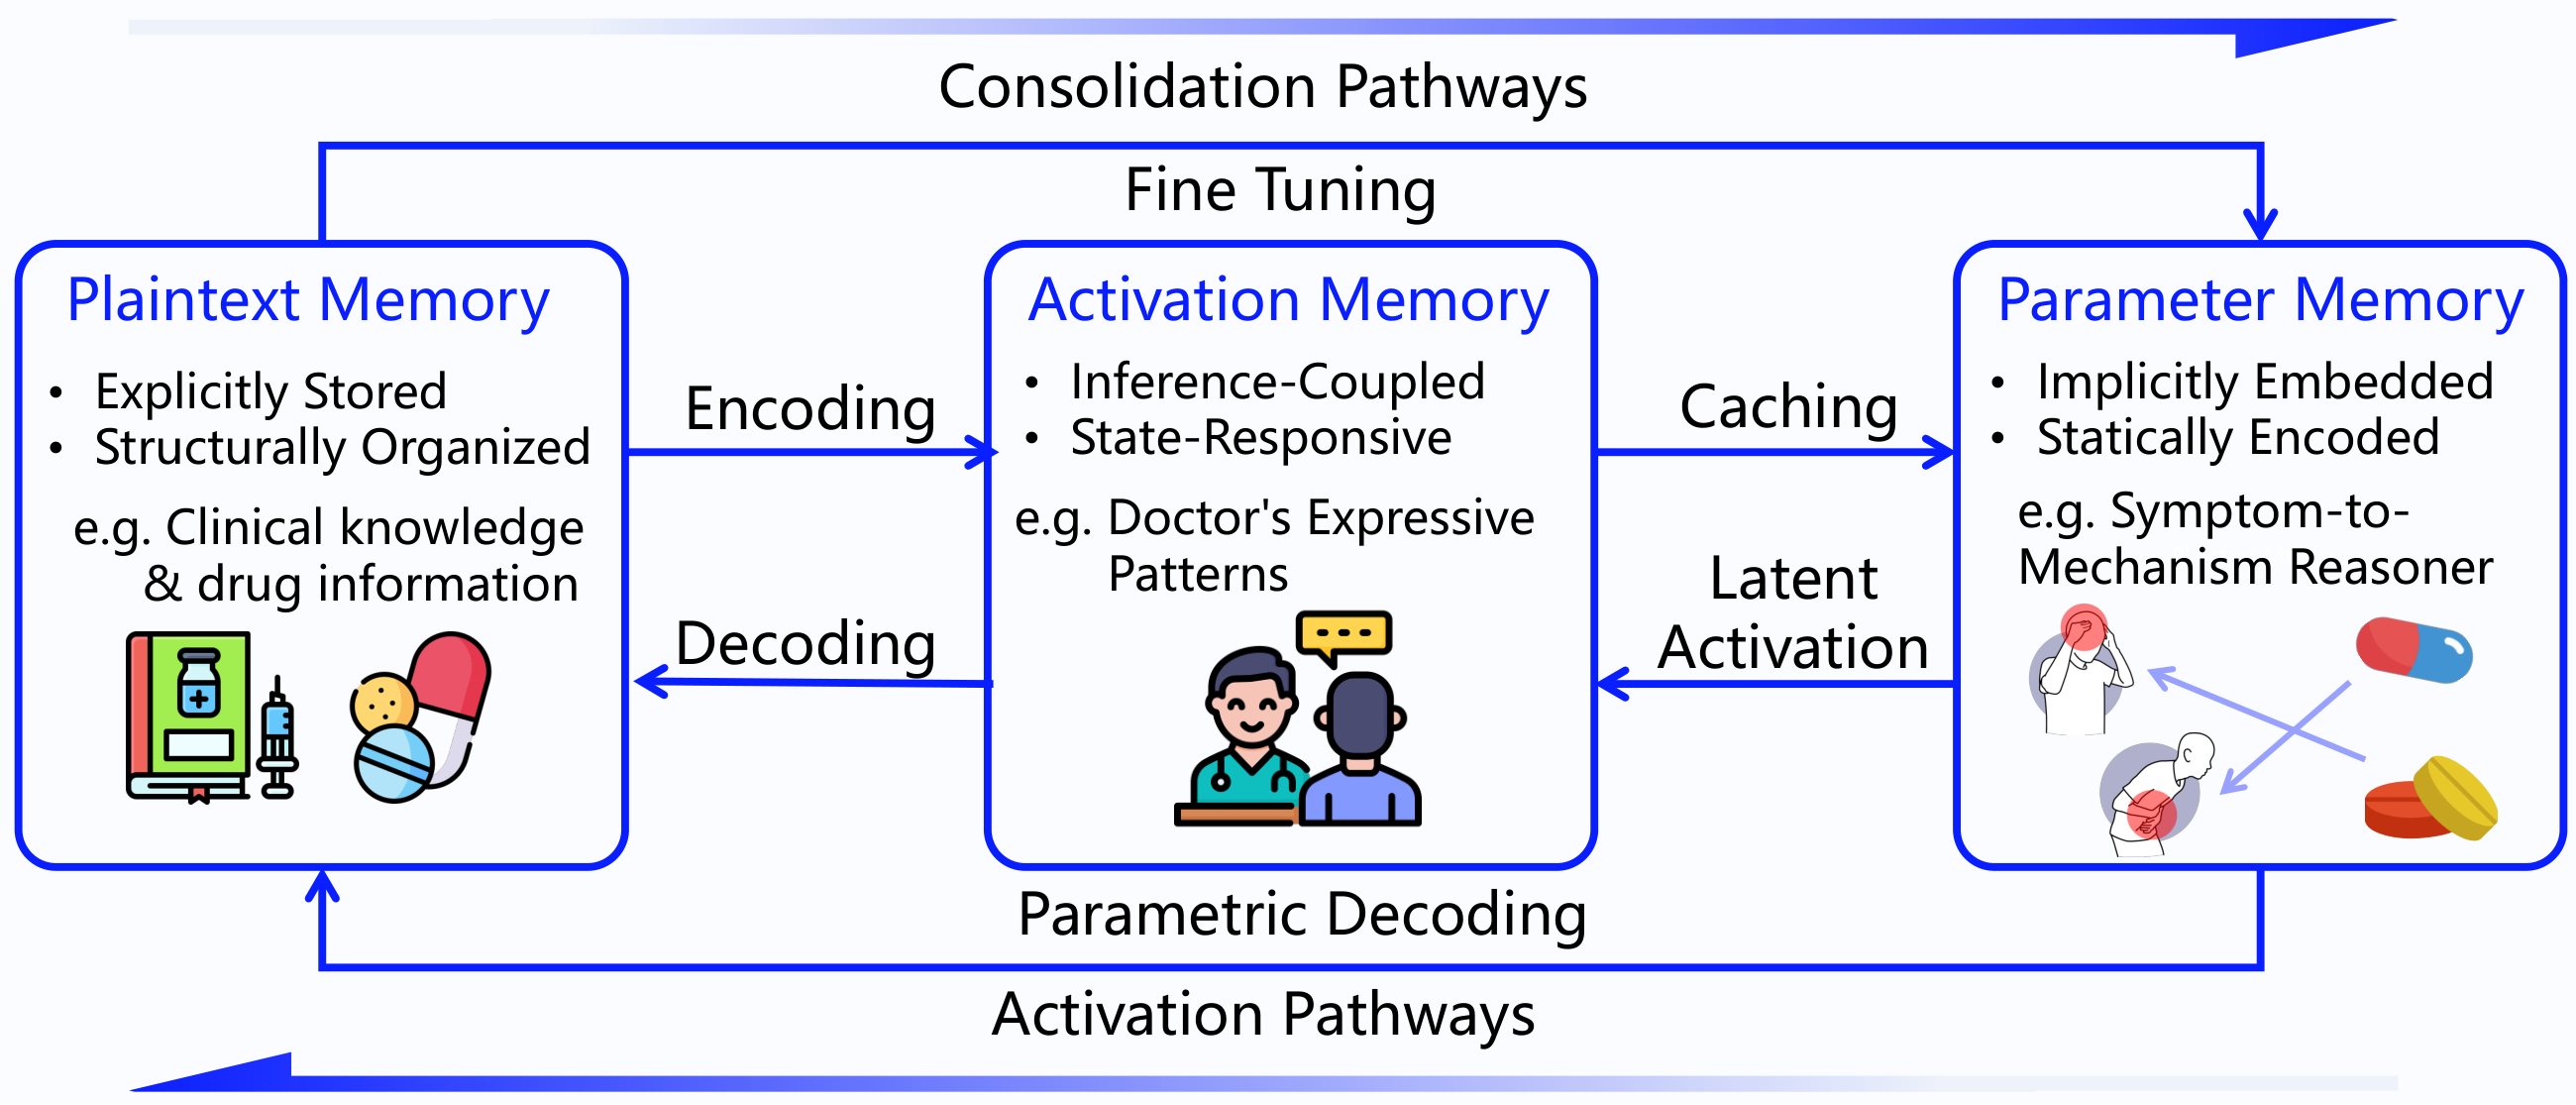 Consolidation Pathways
Fine Tuning
Plaintext Memory
• Explicitly Stored
• Structurally Organized
e.g. Clinical knowledge
& drug information
Encoding
Decoding
Activation Memory
• Inference-Coupled
• State-Responsive
e.g. Doctor's Expressive
Patterns
Caching
Latent
Activation
Parameter Memory
• Implicitly Embedded
• Statically Encoded
e.g. Symptom-to-
Mechanism Reasoner
Parametric Decoding
Activation Pathways